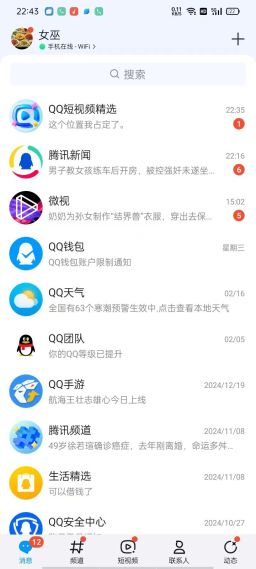 22:43
0.11
KB/s
5G
22
女巫
手机在线 · WiFi >
搜索
QQ短视频精选
22:35
这个位置我占定了。
1
腾讯新闻
22:16
男子教女孩练车后开房，被控强奸未遂坐...
6
微视
15:02
奶奶为孙女制作"结界兽"衣服，穿出去保...
5
QQ钱包
星期三
QQ钱包账户限制通知
QQ天气
02/16
全国有63个寒潮预警生效中,点击查看本地天气
QQ团队
02/05
你的QQ等级已提升
QQ手游
2024/12/19
航海王壮志雄心今日上线
腾讯频道
2024/11/08
49岁徐若瑄确诊癌症，去年刚离婚，命运多舛...
生活精选
2024/11/08
可以借钱了
QQ安全中心
2024/10/27
12
消息
频道
短视频
联系人
动态